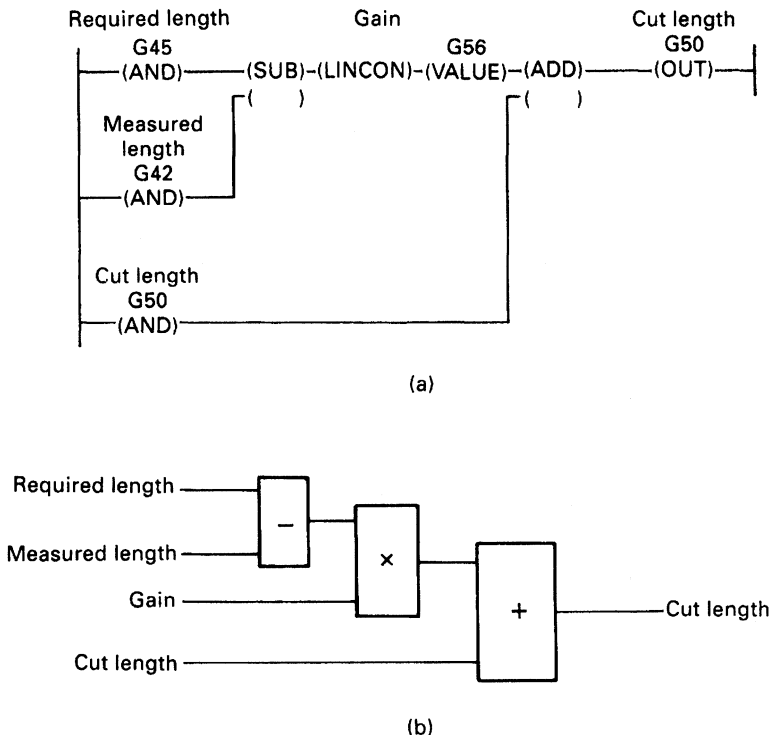 Required length Gain Cut length
G45 G56 G50
(AND) (SUB) (LINCON) (VALUE) (ADD) (OUT)
( ) ( )
Measured
length
G42
(AND)
Cut length
G50
(AND)
(a)
Required length
−
Measured length
×
Gain
+
Cut length
Cut length
(b)